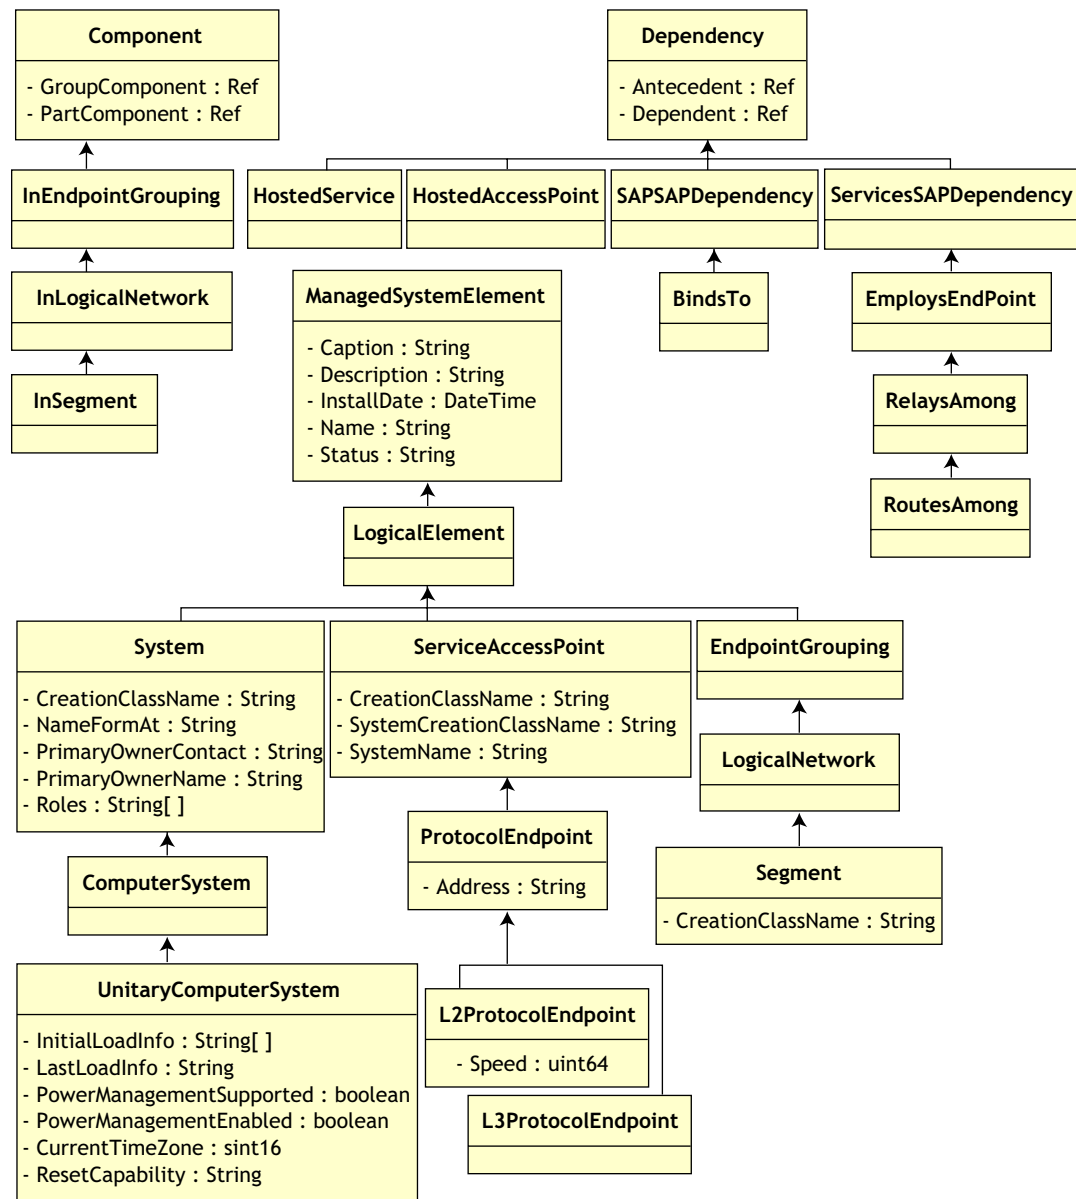 Component
- GroupComponent : Ref
- PartComponent : Ref
Dependency
- Antecedent : Ref
- Dependent : Ref
InEndpointGrouping
HostedService
HostedAccessPoint
SAPSAPDependency
ServicesSAPDependency
InLogicalNetwork
InSegment
BindsTo
EmploysEndPoint
RelaysAmong
RoutesAmong
ManagedSystemElement
- Caption : String
- Description : String
- InstallDate : DateTime
- Name : String
- Status : String
LogicalElement
System
- CreationClassName : String
- NameFormAt : String
- PrimaryOwnerContact : String
- PrimaryOwnerName : String
- Roles : String[ ]
ServiceAccessPoint
- CreationClassName : String
- SystemCreationClassName : String
- SystemName : String
EndpointGrouping
LogicalNetwork
Segment
- CreationClassName : String
ComputerSystem
ProtocolEndpoint
- Address : String
UnitaryComputerSystem
- InitialLoadInfo : String[ ]
- LastLoadInfo : String
- PowerManagementSupported : boolean
- PowerManagementEnabled : boolean
- CurrentTimeZone : sint16
- ResetCapability : String
L2ProtocolEndpoint
- Speed : uint64
L3ProtocolEndpoint